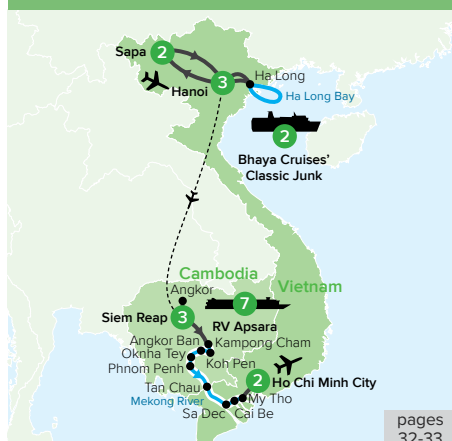 Sapa 2
Hanoi 3
Ha Long
Ha Long Bay
2
Bhaya Cruises’
Classic Junk
Cambodia
Vietnam
Angkor
7
Siem Reap 3
RV Apsara
Angkor Ban
Kampong Cham
Oknha Tey
Koh Pen
Phnom Penh
2 Ho Chi Minh City
Tan Chau
My Tho
Mekong River
Sa Dec
Cai Be
pages
32-33